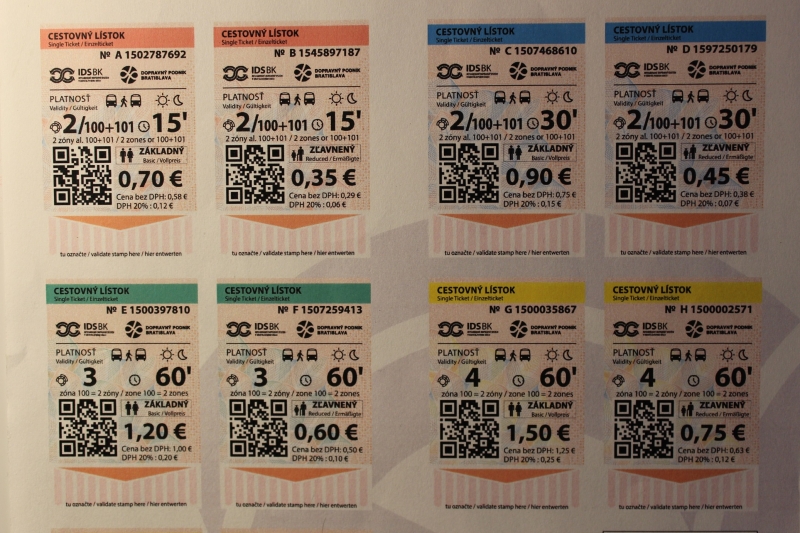 CESTOVNÝ LÍSTOK
Single Ticket / Einzelticket
№ A 1502787692
IDSBK
DOPRAVNÝ PODNIK
BRATISLAVA
PLATNOSŤ
Validity / Gültigkeit
2/100+101 15'
2 zóny al. 100+101 / 2 zones or 100+101
ZÁKLADNÝ
Basic / Vollpreis
0,70 €
Cena bez DPH: 0,58 €
DPH 20% : 0,12 €
tu označte / validate stamp here / hier entwerten
CESTOVNÝ LÍSTOK
Single Ticket / Einzelticket
№ B 1545897187
IDSBK
DOPRAVNÝ PODNIK
BRATISLAVA
PLATNOSŤ
Validity / Gültigkeit
2/100+101 15'
2 zóny al. 100+101 / 2 zones or 100+101
ZĽAVNENÝ
Reduced / Ermäßigte
0,35 €
Cena bez DPH: 0,29 €
DPH 20% : 0,06 €
tu označte / validate stamp here / hier entwerten
CESTOVNÝ LÍSTOK
Single Ticket / Einzelticket
№ C 1507468610
IDSBK
DOPRAVNÝ PODNIK
BRATISLAVA
PLATNOSŤ
Validity / Gültigkeit
2/100+101 30'
2 zóny al. 100+101 / 2 zones or 100+101
ZÁKLADNÝ
Basic / Vollpreis
0,90 €
Cena bez DPH: 0,75 €
DPH 20% : 0,15 €
tu označte / validate stamp here / hier entwerten
CESTOVNÝ LÍSTOK
Single Ticket / Einzelticket
№ D 1597250179
IDSBK
DOPRAVNÝ PODNIK
BRATISLAVA
PLATNOSŤ
Validity / Gültigkeit
2/100+101 30'
2 zóny al. 100+101 / 2 zones or 100+101
ZĽAVNENÝ
Reduced / Ermäßigte
0,45 €
Cena bez DPH: 0,38 €
DPH 20% : 0,07 €
tu označte / validate stamp here / hier entwerten
CESTOVNÝ LÍSTOK
Single Ticket / Einzelticket
№ E 1500397810
IDSBK
DOPRAVNÝ PODNIK
BRATISLAVA
PLATNOSŤ
Validity / Gültigkeit
3 60'
zóna 100 = 2 zóny / zone 100 = 2 zones
ZÁKLADNÝ
Basic / Vollpreis
1,20 €
Cena bez DPH: 1,00 €
DPH 20% : 0,20 €
tu označte / validate stamp here / hier entwerten
CESTOVNÝ LÍSTOK
Single Ticket / Einzelticket
№ F 1507259413
IDSBK
DOPRAVNÝ PODNIK
BRATISLAVA
PLATNOSŤ
Validity / Gültigkeit
3 60'
zóna 100 = 2 zóny / zone 100 = 2 zones
ZĽAVNENÝ
Reduced / Ermäßigte
0,60 €
Cena bez DPH: 0,50 €
DPH 20% : 0,10 €
tu označte / validate stamp here / hier entwerten
CESTOVNÝ LÍSTOK
Single Ticket / Einzelticket
№ G 1500035867
IDSBK
DOPRAVNÝ PODNIK
BRATISLAVA
PLATNOSŤ
Validity / Gültigkeit
4 60'
zóna 100 = 2 zóny / zone 100 = 2 zones
ZÁKLADNÝ
Basic / Vollpreis
1,50 €
Cena bez DPH: 1,25 €
DPH 20% : 0,25 €
tu označte / validate stamp here / hier entwerten
CESTOVNÝ LÍSTOK
Single Ticket / Einzelticket
№ H 1500002571
IDSBK
DOPRAVNÝ PODNIK
BRATISLAVA
PLATNOSŤ
Validity / Gültigkeit
4 60'
zóna 100 = 2 zóny / zone 100 = 2 zones
ZĽAVNENÝ
Reduced / Ermäßigte
0,75 €
Cena bez DPH: 0,63 €
DPH 20% : 0,12 €
tu označte / validate stamp here / hier entwerten